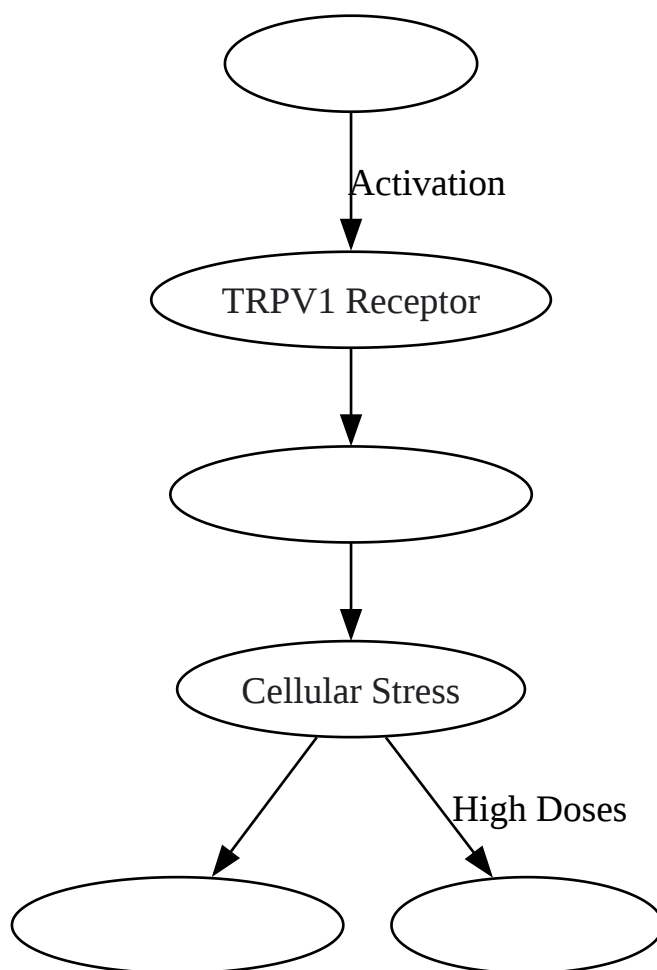 Activation
TRPV1 Receptor
Cellular Stress
High Doses